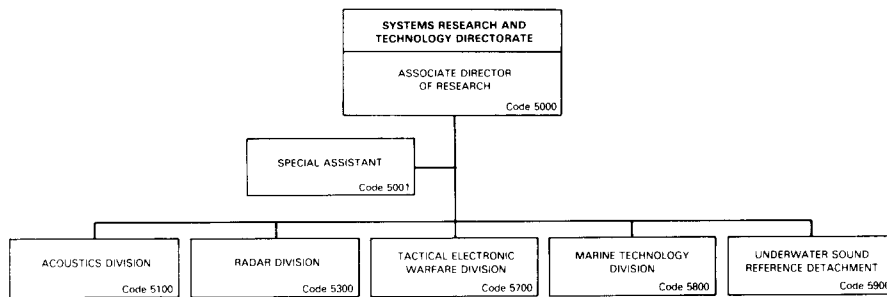 SYSTEMS RESEARCH AND
TECHNOLOGY DIRECTORATE
ASSOCIATE DIRECTOR
OF RESEARCH
Code 5000
SPECIAL ASSISTANT
Code 5001
ACOUSTICS DIVISION
Code 5100
RADAR DIVISION
Code 5300
TACTICAL ELECTRONIC
WARFARE DIVISION
Code 5700
MARINE TECHNOLOGY
DIVISION
Code 5800
UNDERWATER SOUND
REFERENCE DETACHMENT
Code 5900